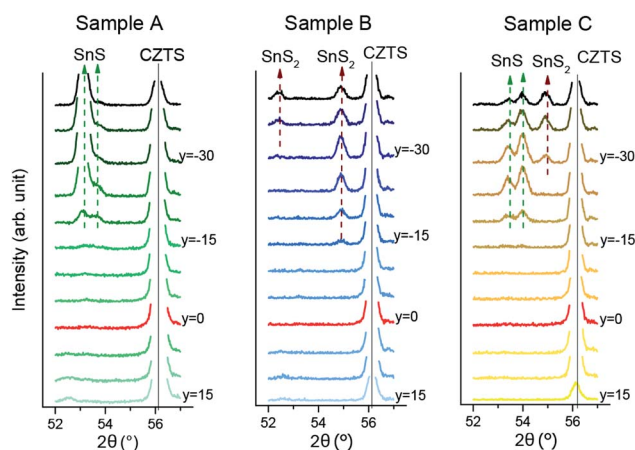 Sample A
Sample B
Sample C
SnS
CZTS
SnS₂
SnS₂
CZTS
SnS
SnS₂
CZTS
Intensity (arb. unit)
y=-30
y=-15
y=0
y=15
y=-30
y=-15
y=0
y=15
y=-30
y=-15
y=0
y=15
52
54
56
52
54
56
52
54
56
2θ (°)
2θ (º)
2θ (º)